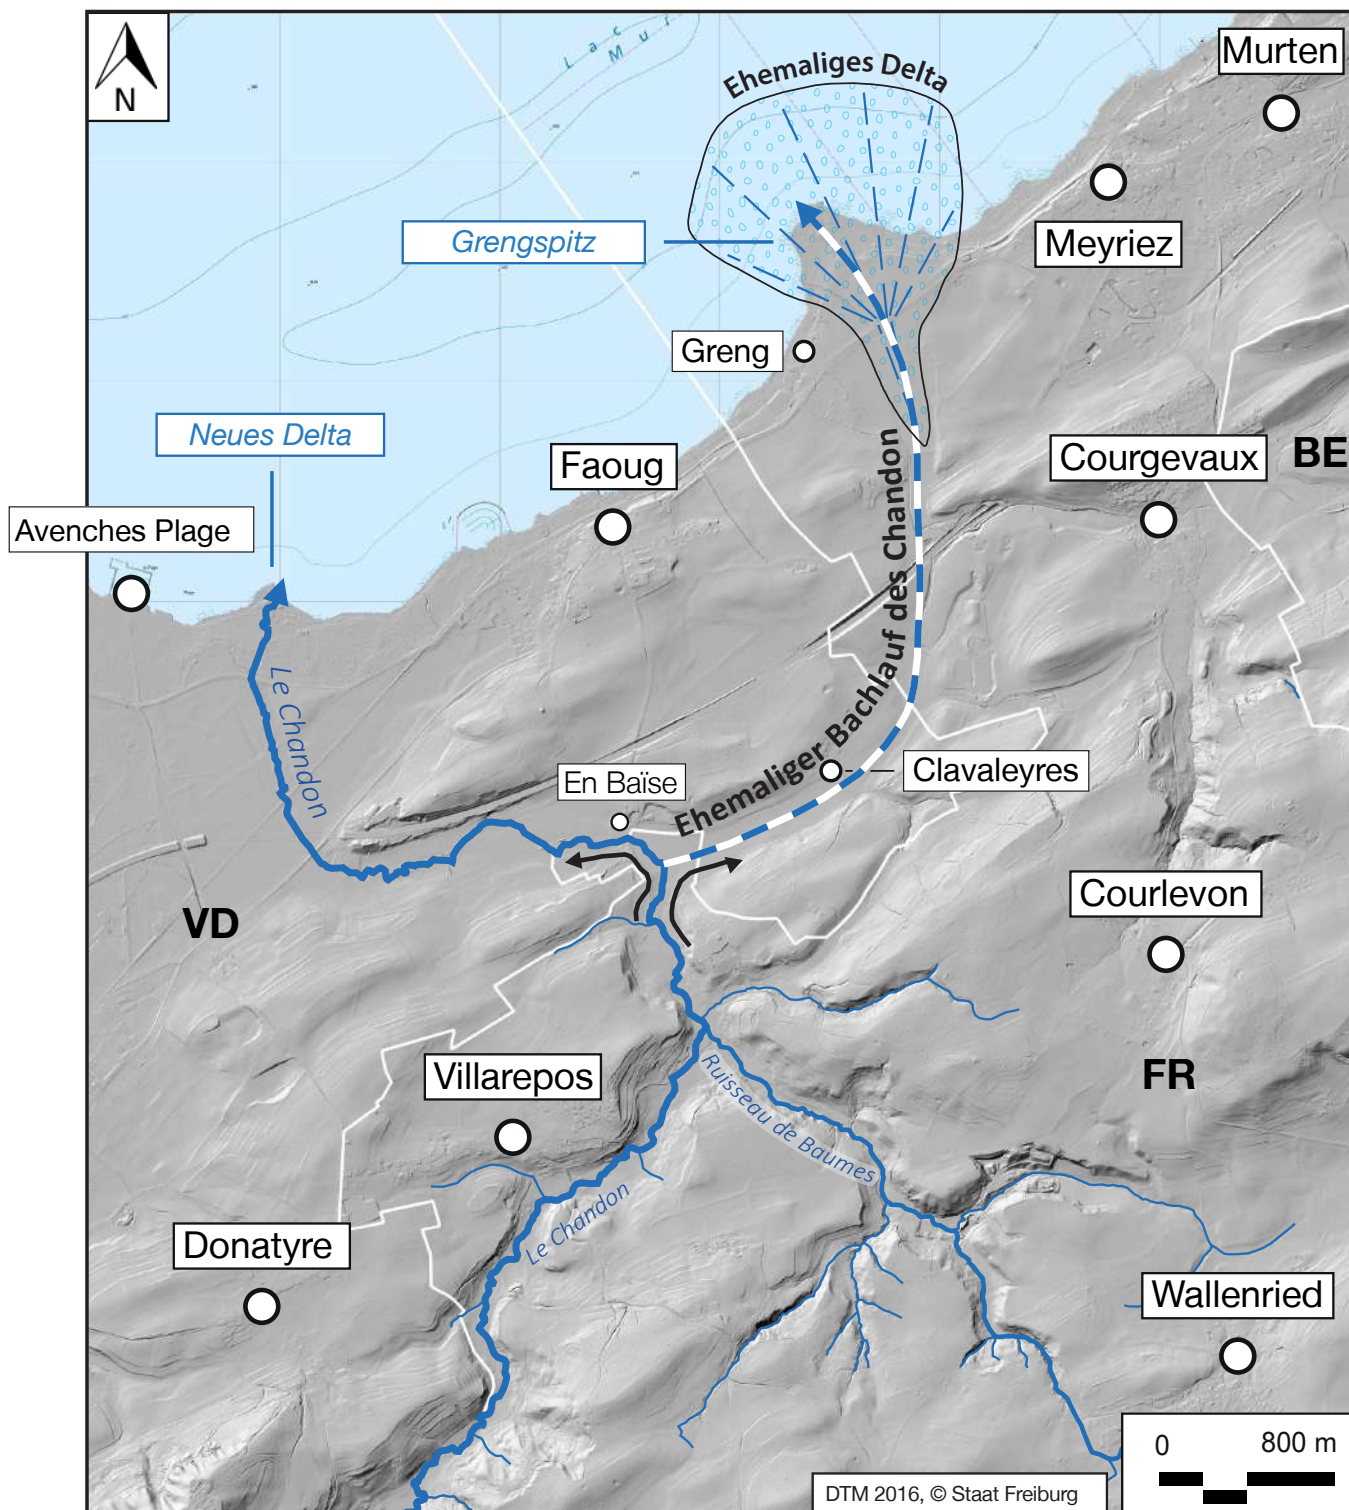 N
Lac
Mur
Ehemaliges Delta
Murten
Meyriez
Grengspitz
Greng
Neues Delta
Faoug
Courgevaux
BE
Avenches Plage
Ehemaliger Bachlauf des Chandon
Le Chandon
En Baïse
Clavaleyres
Courlevon
VD
Villarepos
Ruisseau de Baumes
FR
Le Chandon
Donatyre
Wallenried
0 800 m
DTM 2016, © Staat Freiburg